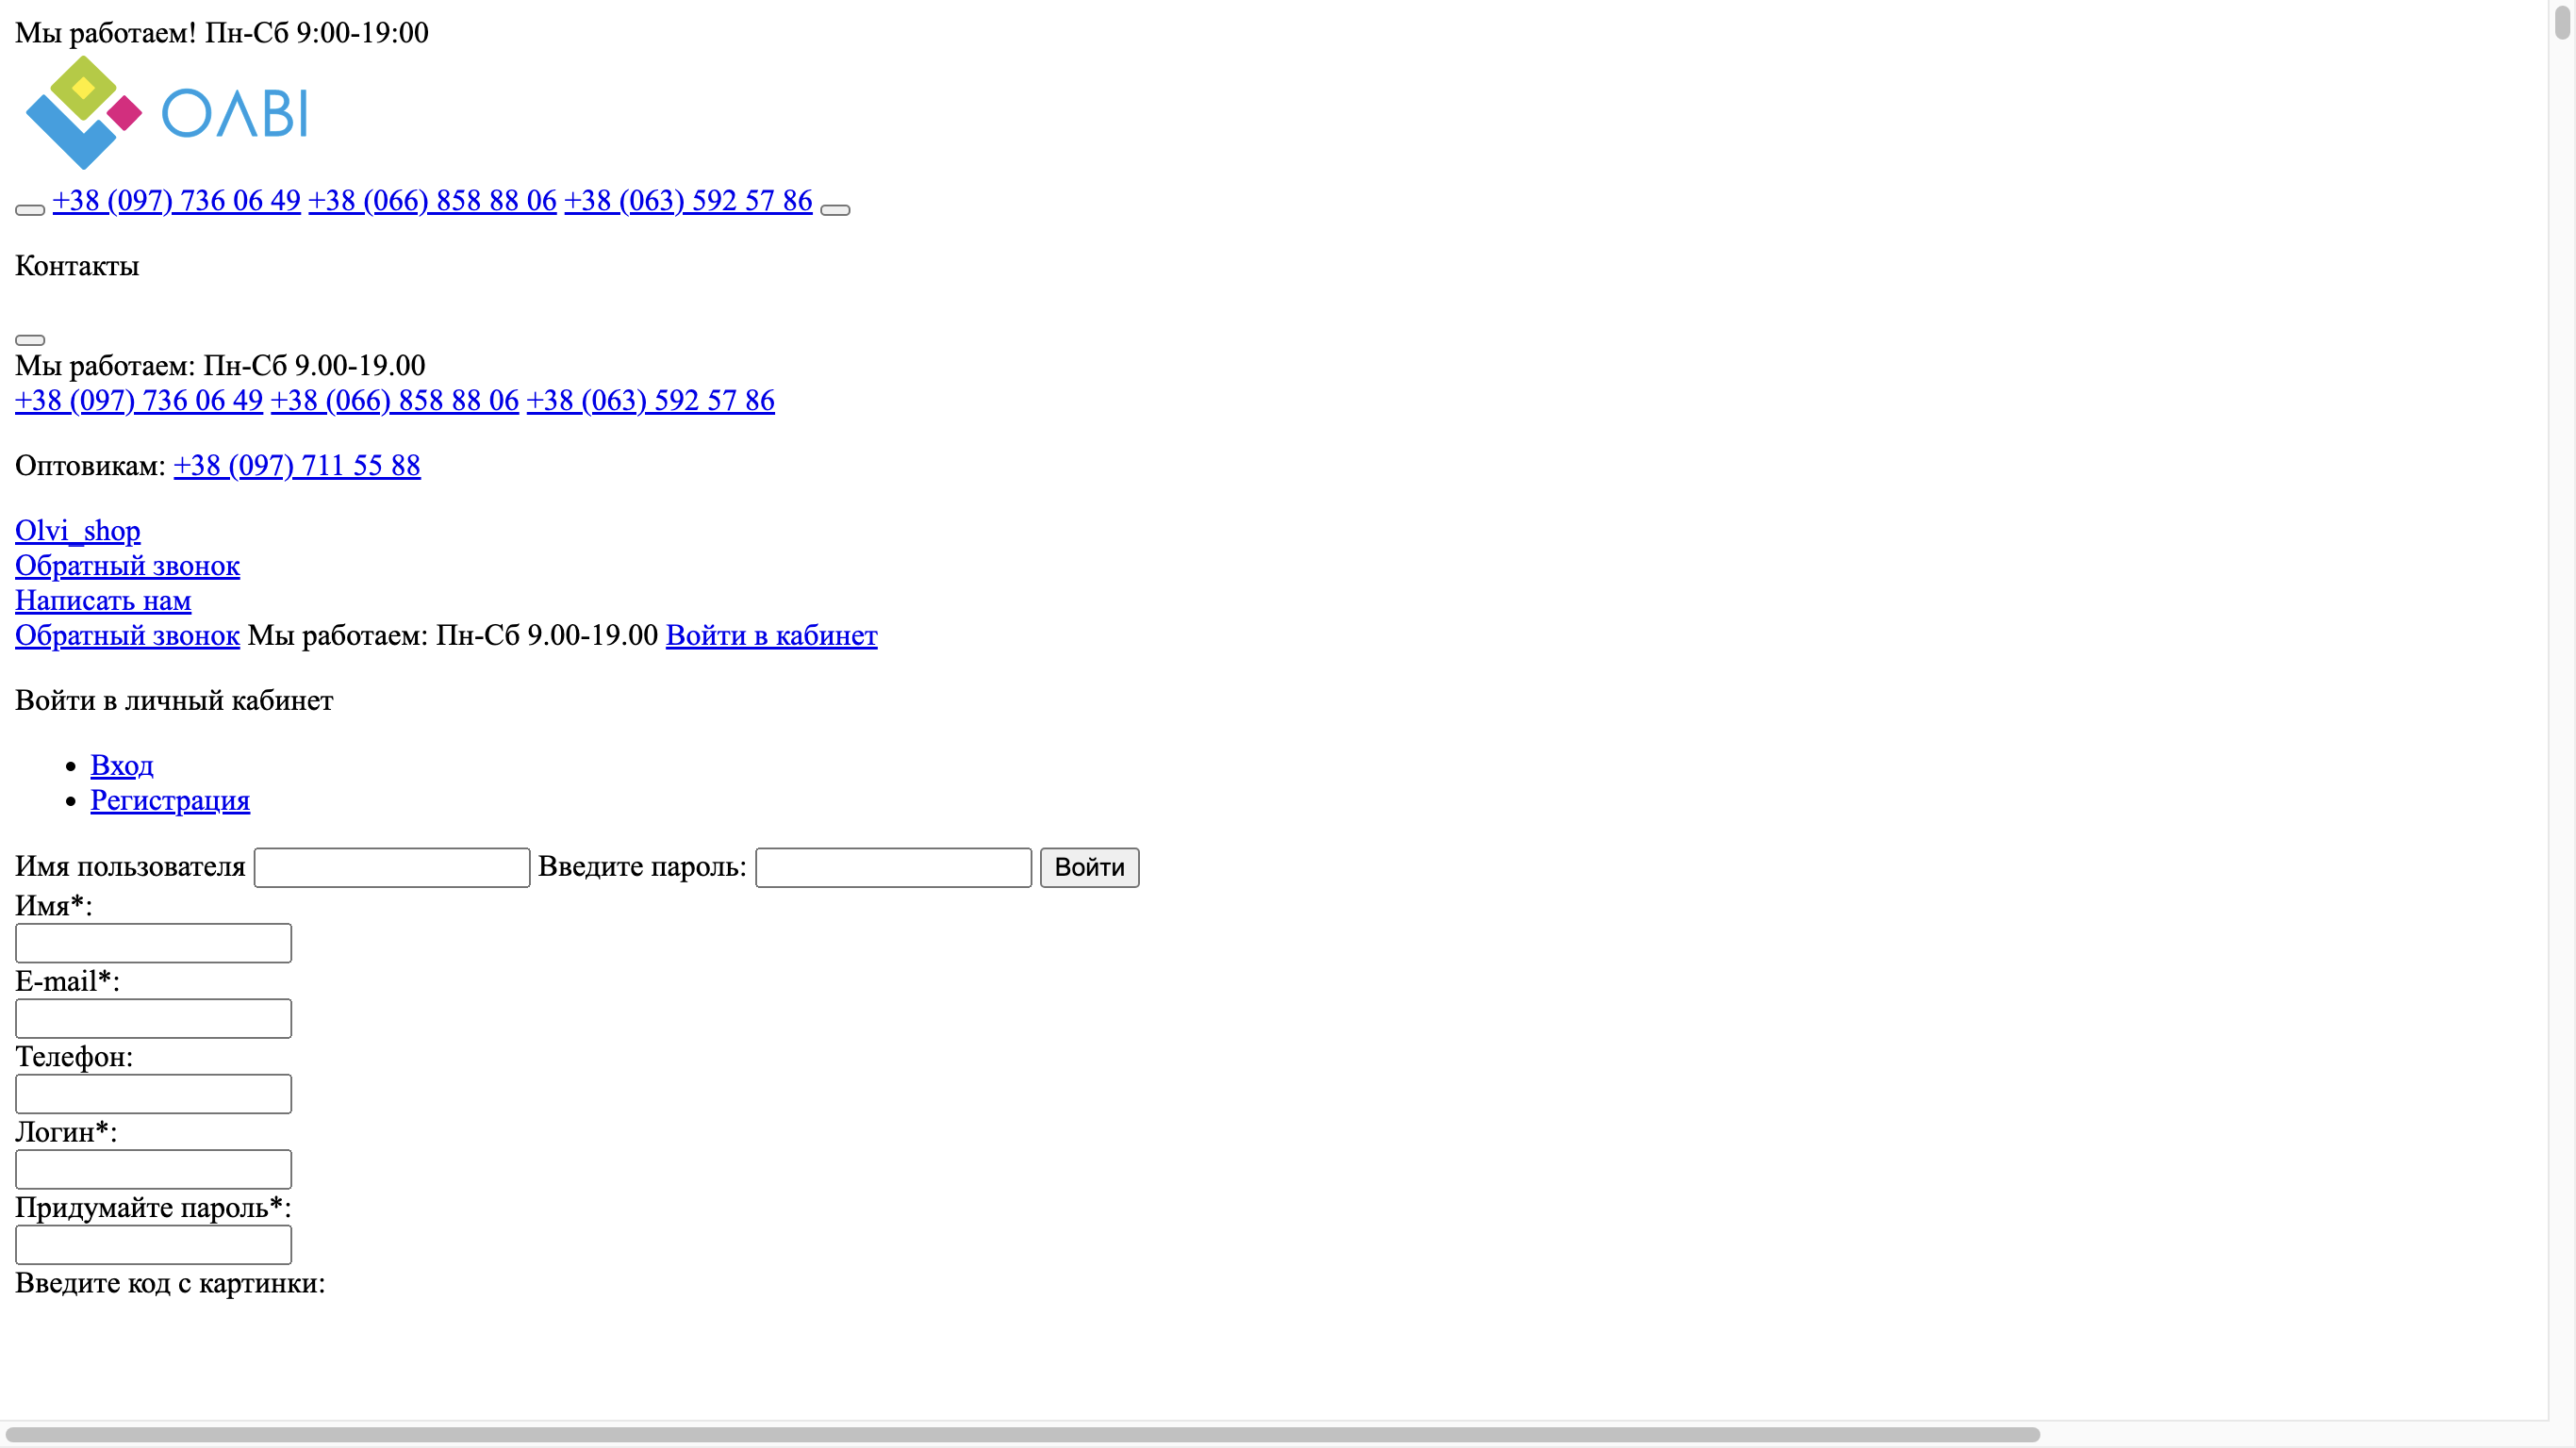 Мы работаем! Пн-Сб 9:00-19:00
ОЛВІ
+38 (097) 736 06 49 +38 (066) 858 88 06 +38 (063) 592 57 86
Контакты
Мы работаем: Пн-Сб 9.00-19.00
+38 (097) 736 06 49 +38 (066) 858 88 06 +38 (063) 592 57 86
Оптовикам: +38 (097) 711 55 88
Olvi_shop
Обратный звонок
Написать нам
Обратный звонок Мы работаем: Пн-Сб 9.00-19.00 Войти в кабинет
Войти в личный кабинет
Вход
Регистрация
Имя пользователя Введите пароль: Войти
Имя*:
E-mail*:
Телефон:
Логин*:
Придумайте пароль*:
Введите код с картинки: